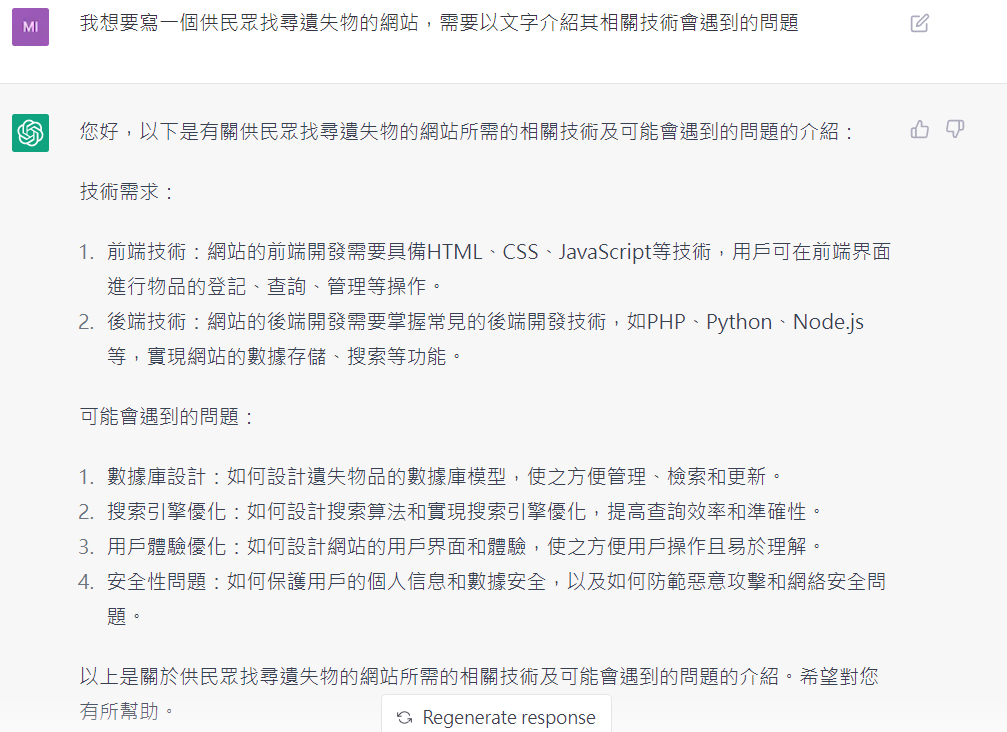 MI
我想要寫一個供民眾找尋遺失物的網站，需要以文字介紹其相關技術會遇到的問題
您好，以下是有關供民眾找尋遺失物的網站所需的相關技術及可能會遇到的問題的介紹：
技術需求：
1. 前端技術：網站的前端開發需要具備HTML、CSS、JavaScript等技術，用戶可在前端界面
進行物品的登記、查詢、管理等操作。
2. 後端技術：網站的後端開發需要掌握常見的後端開發技術，如PHP、Python、Node.js
等，實現網站的數據存儲、搜索等功能。
可能會遇到的問題：
1. 數據庫設計：如何設計遺失物品的數據庫模型，使之方便管理、檢索和更新。
2. 搜索引擎優化：如何設計搜索算法和實現搜索引擎優化，提高查詢效率和準確性。
3. 用戶體驗優化：如何設計網站的用戶界面和體驗，使之方便用戶操作且易於理解。
4. 安全性問題：如何保護用戶的個人信息和數據安全，以及如何防範惡意攻擊和網絡安全問
題。
以上是關於供民眾找尋遺失物的網站所需的相關技術及可能會遇到的問題的介紹。希望對您
有所幫助。
Regenerate response